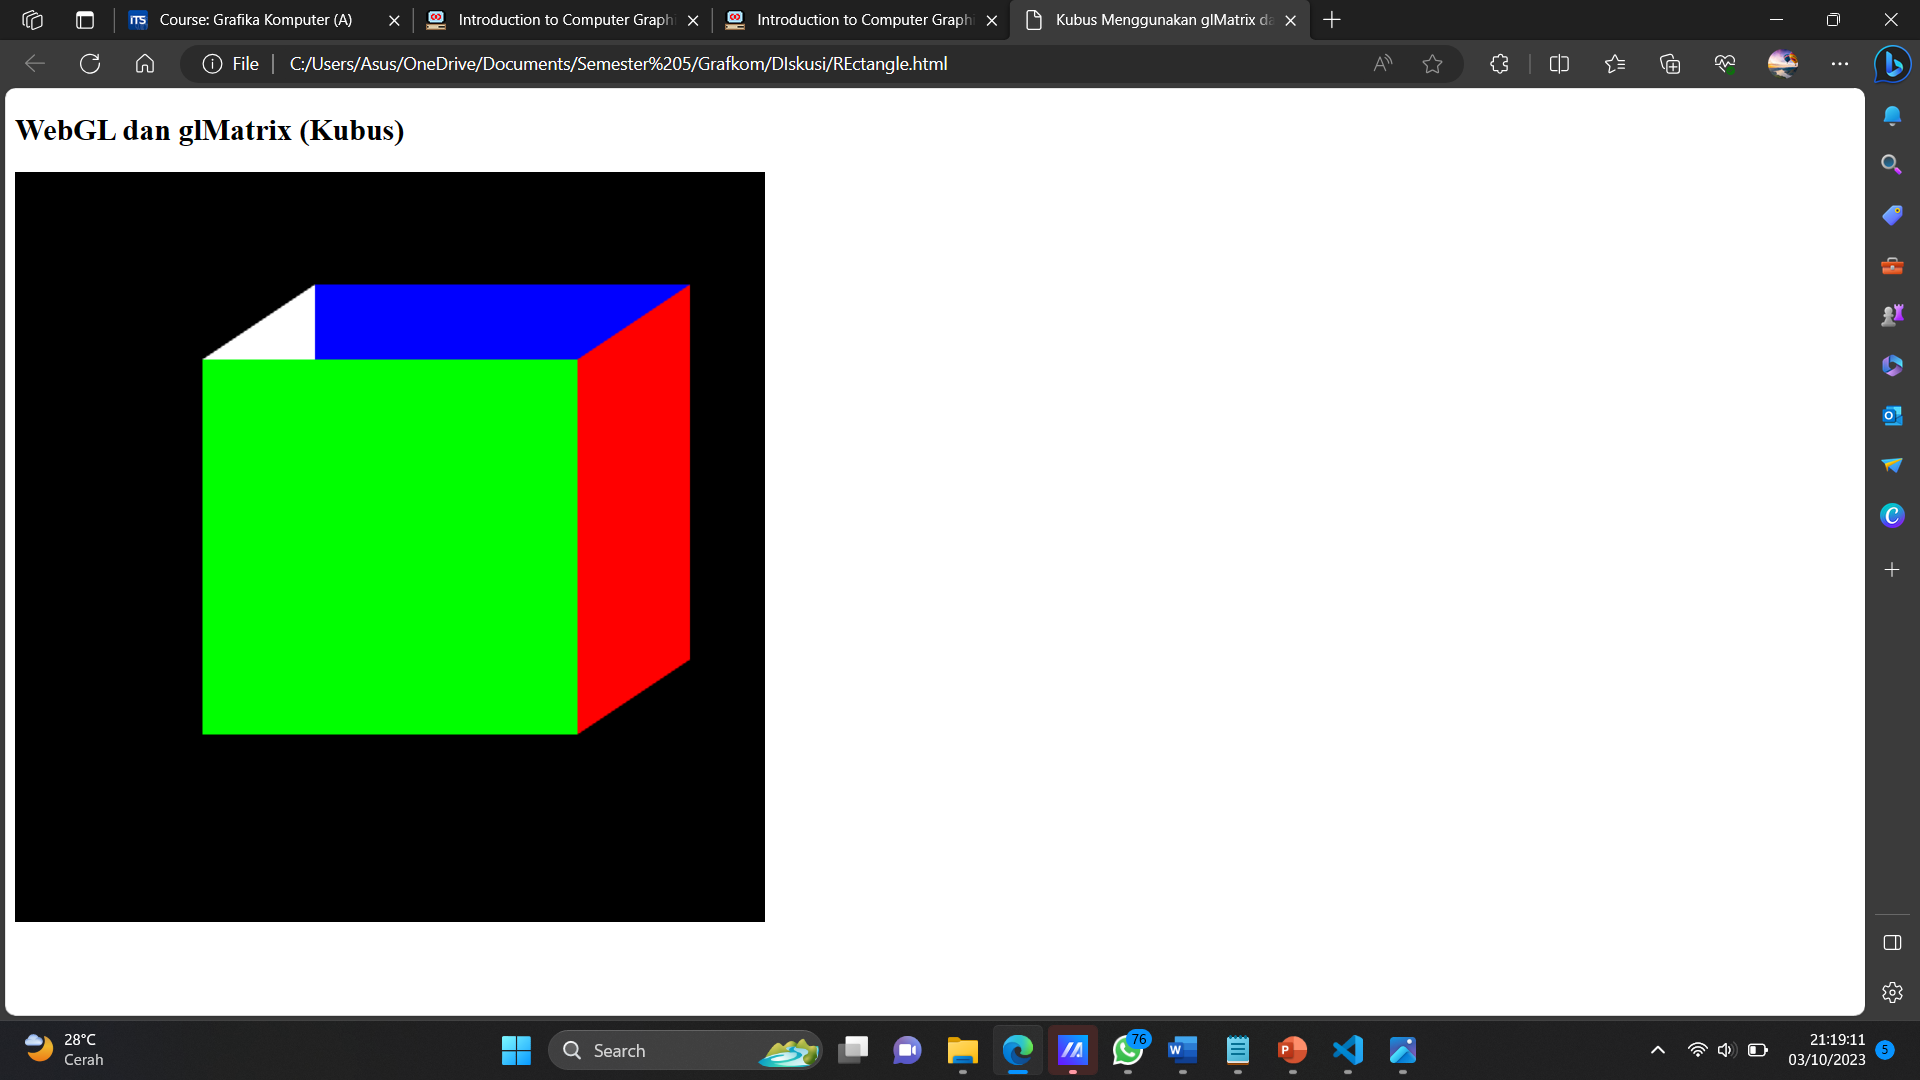 ITS Course: Grafika Komputer (A)
Introduction to Computer Graphi
Introduction to Computer Graphi
Kubus Menggunakan glMatrix da
File
C:/Users/Asus/OneDrive/Documents/Semester%205/Grafkom/DIskusi/REctangle.html
WebGL dan glMatrix (Kubus)
28°C
Cerah
Search
76
21:19:11
03/10/2023
5